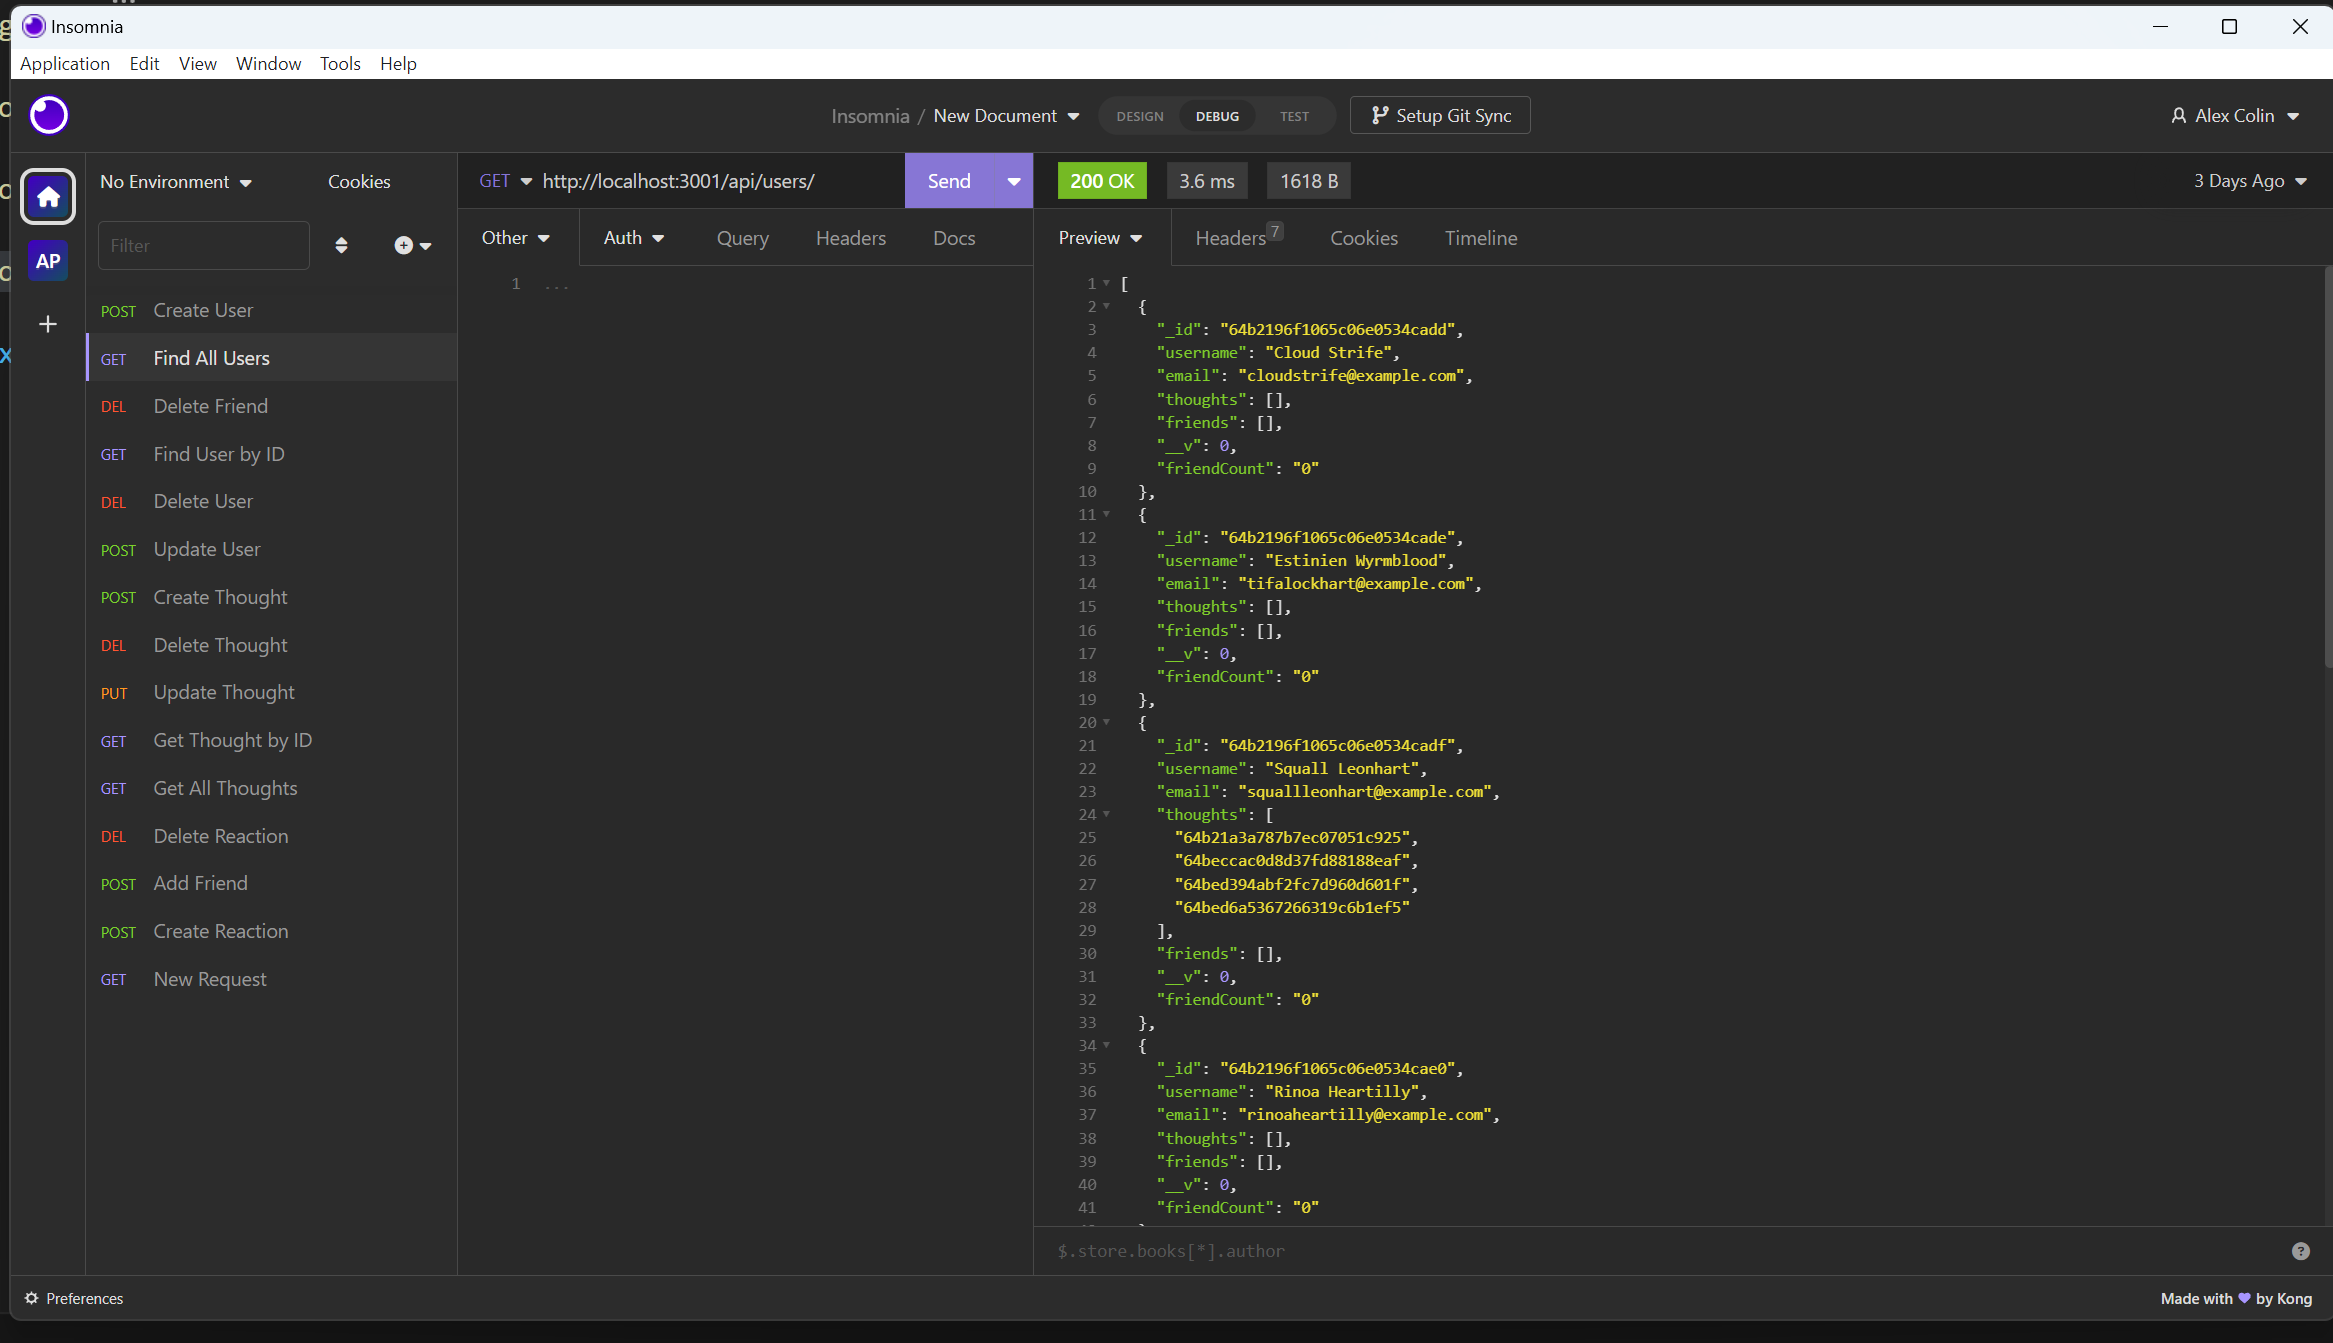 Insomnia
Application Edit View Window Tools Help
Insomnia / New Document DESIGN DEBUG TEST Setup Git Sync Alex Colin
No Environment Cookies
GET http://localhost:3001/api/users/ Send
200 OK 3.6 ms 1618 B 3 Days Ago
Filter
AP
POST Create User
GET Find All Users
DEL Delete Friend
GET Find User by ID
DEL Delete User
POST Update User
POST Create Thought
DEL Delete Thought
PUT Update Thought
GET Get Thought by ID
GET Get All Thoughts
DEL Delete Reaction
POST Add Friend
POST Create Reaction
GET New Request
Other Auth Query Headers Docs
1 ...
Preview Headers 7 Cookies Timeline
1 [
2 {
3 "_id": "64b2196f1065c06e0534cadd",
4 "username": "Cloud Strife",
5 "email": "cloudstrife@example.com",
6 "thoughts": [],
7 "friends": [],
8 "__v": 0,
9 "friendCount": "0"
10 },
11 {
12 "_id": "64b2196f1065c06e0534cade",
13 "username": "Estinien Wyrmblood",
14 "email": "tifalockhart@example.com",
15 "thoughts": [],
16 "friends": [],
17 "__v": 0,
18 "friendCount": "0"
19 },
20 {
21 "_id": "64b2196f1065c06e0534cadf",
22 "username": "Squall Leonhart",
23 "email": "squallleonhart@example.com",
24 "thoughts": [
25 "64b21a3a787b7ec07051c925",
26 "64beccac0d8d37fd88188eaf",
27 "64bed394abf2fc7d960d601f",
28 "64bed6a5367266319c6b1ef5"
29 ],
30 "friends": [],
31 "__v": 0,
32 "friendCount": "0"
33 },
34 {
35 "_id": "64b2196f1065c06e0534cae0",
36 "username": "Rinoa Heartilly",
37 "email": "rinoaheartilly@example.com",
38 "thoughts": [],
39 "friends": [],
40 "__v": 0,
41 "friendCount": "0"
$.store.books[*].author
Preferences
Made with 💜 by Kong